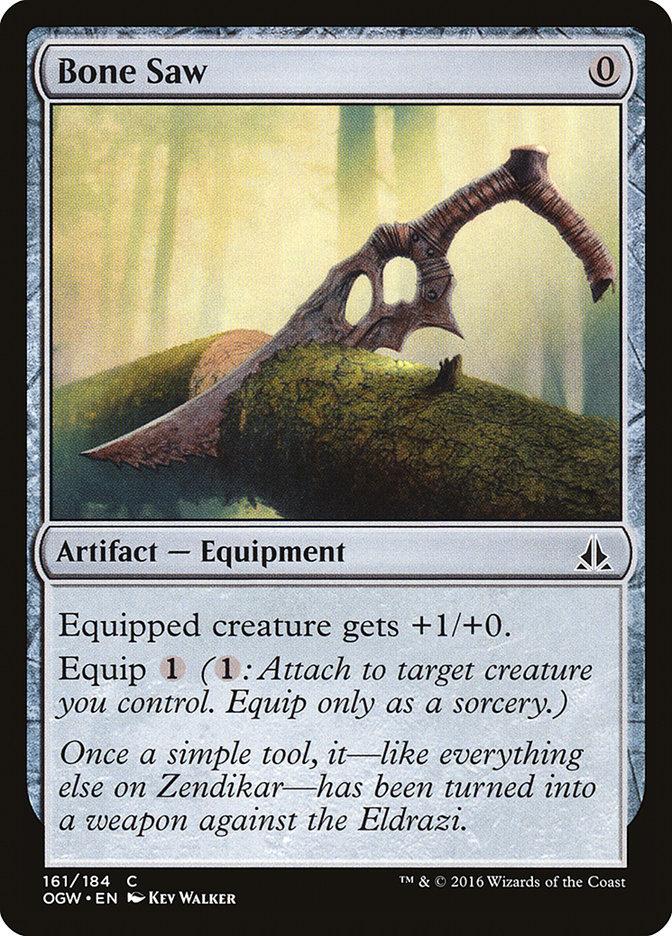 Bone Saw 0
Artifact — Equipment
Equipped creature gets +1/+0.
Equip 1 (1: Attach to target creature
you control. Equip only as a sorcery.)
Once a simple tool, it—like everything
else on Zendikar—has been turned into
a weapon against the Eldrazi.
161/184 C
OGW • EN Kev Walker
™ & © 2016 Wizards of the Coast